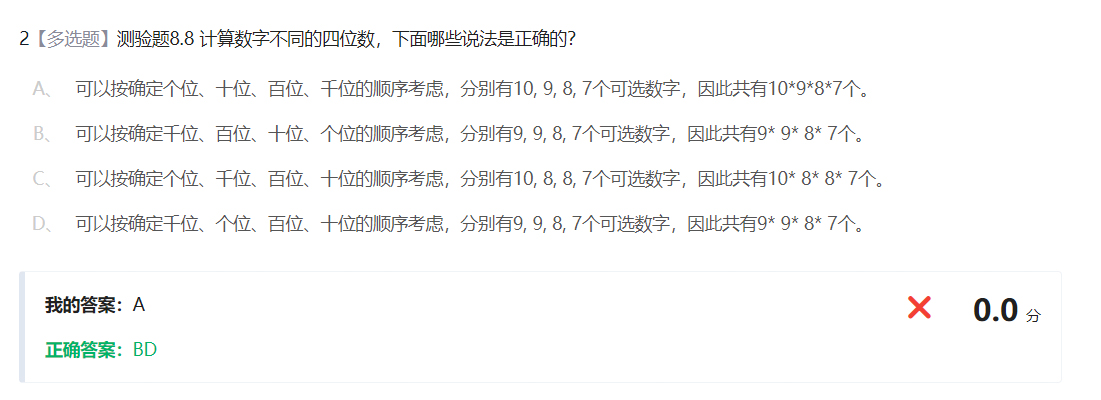 2【多选题】测验题8.8 计算数字不同的四位数，下面哪些说法是正确的？
A、 可以按确定个位、十位、百位、千位的顺序考虑，分别有10, 9, 8, 7个可选数字，因此共有10*9*8*7个。
B、 可以按确定千位、百位、十位、个位的顺序考虑，分别有9, 9, 8, 7个可选数字，因此共有9* 9* 8* 7个。
C、 可以按确定个位、千位、百位、十位的顺序考虑，分别有10, 8, 8, 7个可选数字，因此共有10* 8* 8* 7个。
D、 可以按确定千位、个位、百位、十位的顺序考虑，分别有9, 9, 8, 7个可选数字，因此共有9* 9* 8* 7个。
我的答案：A 0.0 分
正确答案：BD